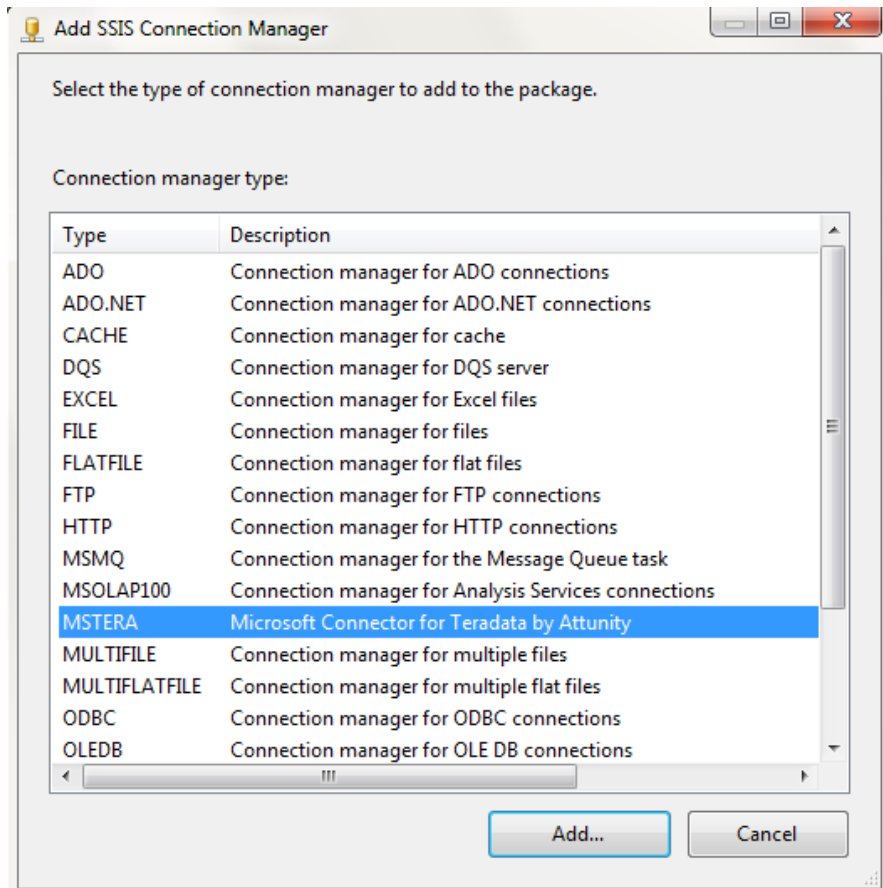 Add SSIS Connection Manager
Select the type of connection manager to add to the package.
Connection manager type:
Type Description
ADO Connection manager for ADO connections
ADO.NET Connection manager for ADO.NET connections
CACHE Connection manager for cache
DQS Connection manager for DQS server
EXCEL Connection manager for Excel files
FILE Connection manager for files
FLATFILE Connection manager for flat files
FTP Connection manager for FTP connections
HTTP Connection manager for HTTP connections
MSMQ Connection manager for the Message Queue task
MSOLAP100 Connection manager for Analysis Services connections
MSTERA Microsoft Connector for Teradata by Attunity
MULTIFILE Connection manager for multiple files
MULTIFLATFILE Connection manager for multiple flat files
ODBC Connection manager for ODBC connections
OLEDB Connection manager for OLE DB connections
Add... Cancel